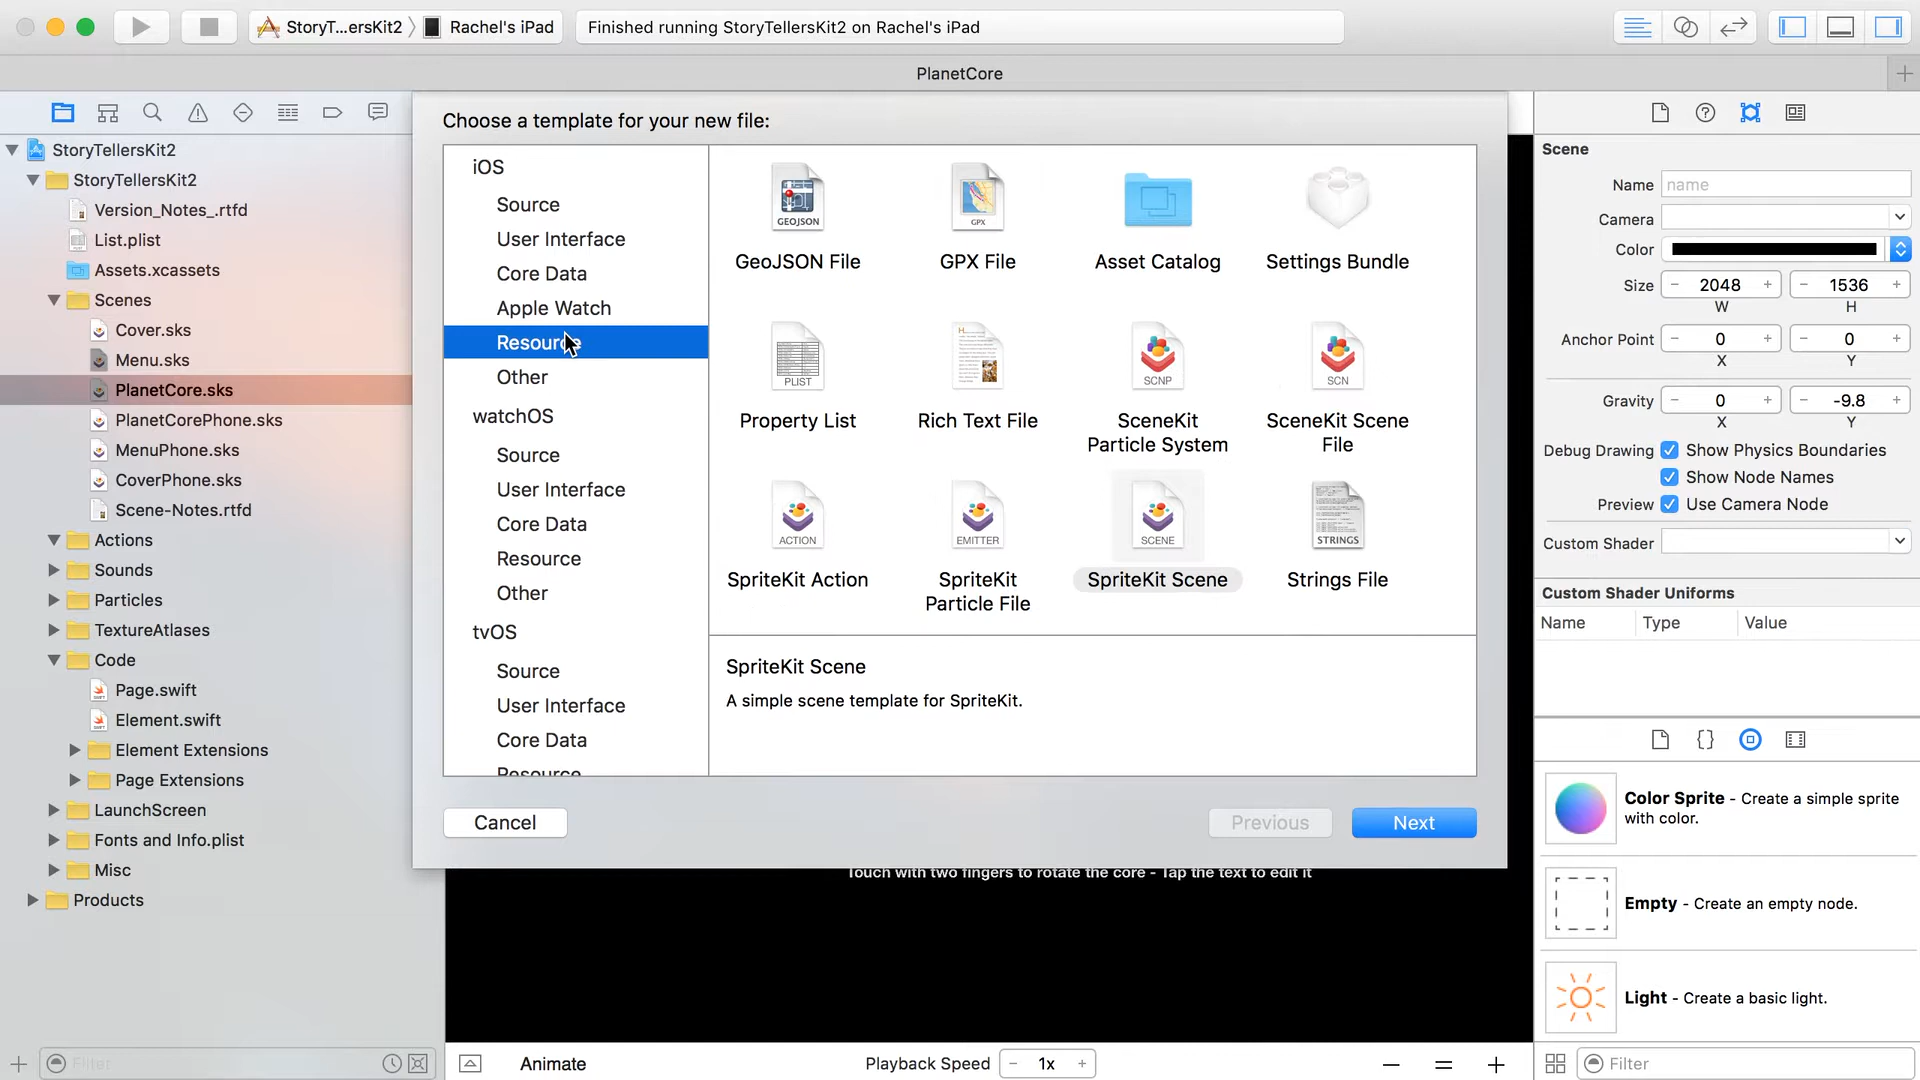 StoryT...ersKit2
Rachel's iPad
Finished running StoryTellersKit2 on Rachel's iPad
PlanetCore
StoryTellersKit2
StoryTellersKit2
Version_Notes_.rtfd
List.plist
Assets.xcassets
Scenes
Cover.sks
Menu.sks
PlanetCore.sks
PlanetCorePhone.sks
MenuPhone.sks
CoverPhone.sks
Scene-Notes.rtfd
Actions
Sounds
Particles
TextureAtlases
Code
Page.swift
Element.swift
Element Extensions
Page Extensions
LaunchScreen
Fonts and Info.plist
Misc
Products
Filter
Choose a template for your new file:
iOS
Source
User Interface
Core Data
Apple Watch
Resource
Other
watchOS
Source
User Interface
Core Data
Resource
Other
tvOS
Source
User Interface
Core Data
Resource
GEOJSON
GPX
GeoJSON File
GPX File
Asset Catalog
Settings Bundle
PLIST
SCNP
SCN
Property List
Rich Text File
SceneKit
Particle System
SceneKit Scene
File
ACTION
EMITTER
SCENE
STRINGS
SpriteKit Action
SpriteKit
Particle File
SpriteKit Scene
Strings File
SpriteKit Scene
A simple scene template for SpriteKit.
Cancel
Previous
Next
Touch with two fingers to rotate the core - Tap the text to edit it
Animate
Playback Speed
− 1x +
Scene
Name name
Camera
Color
Size − 2048 + − 1536 +
W H
Anchor Point − 0 + − 0 +
X Y
Gravity − 0 + − -9.8 +
X Y
Debug Drawing Show Physics Boundaries
Show Node Names
Preview Use Camera Node
Custom Shader
Custom Shader Uniforms
Name Type Value
{}
Color Sprite - Create a simple sprite
with color.
Empty - Create an empty node.
Light - Create a basic light.
Filter